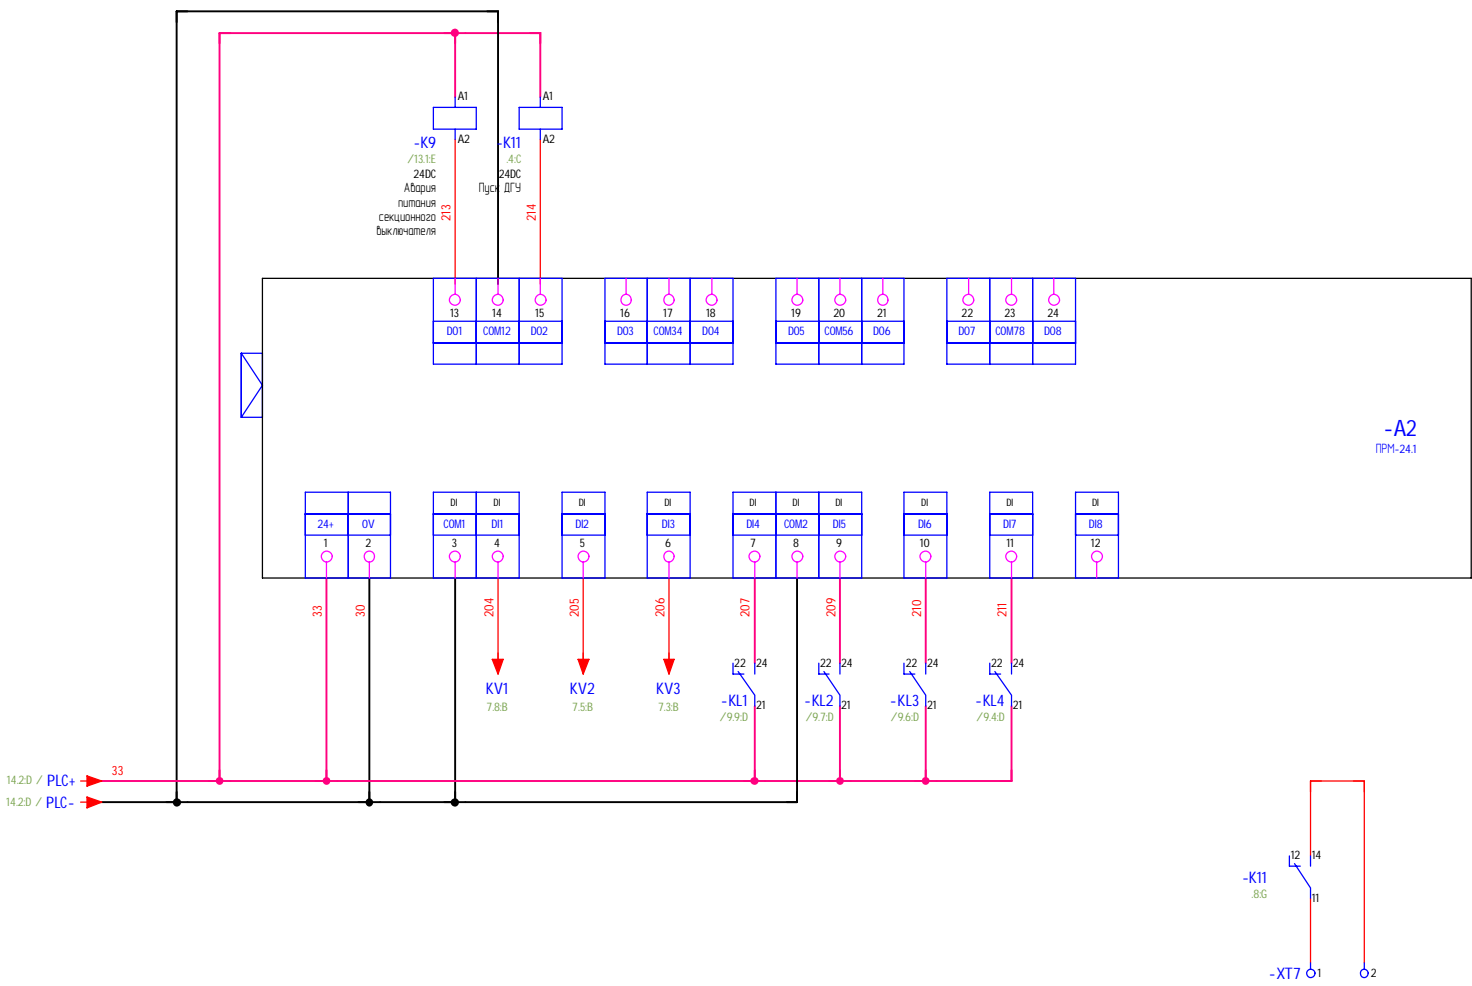 A1
A1
-K9
A2
-K11
A2
/13.1:E
.4:C
24DC
24DC
Авария
Пуск ДГУ
питания
секционного
выключателя
213
214
13
14
15
16
17
18
19
20
21
22
23
24
DO1
COM12
DO2
DO3
COM34
DO4
DO5
COM56
DO6
DO7
COM78
DO8
-A2
ПРМ-24.1
DI
DI
DI
DI
DI
DI
DI
DI
DI
DI
24+
0V
COM1
DI1
DI2
DI3
DI4
COM2
DI5
DI6
DI7
DI8
1
2
3
4
5
6
7
8
9
10
11
12
33
30
204
205
206
207
209
210
211
22
24
22
24
22
24
22
24
KV1
KV2
KV3
-KL1
21
-KL2
21
-KL3
21
-KL4
21
7.8:B
7.5:B
7.3:B
/9.9:D
/9.7:D
/9.6:D
/9.4:D
14.2:D / PLC+
33
14.2:D / PLC-
12
14
-K11
.8:G
11
-XT7
1
2